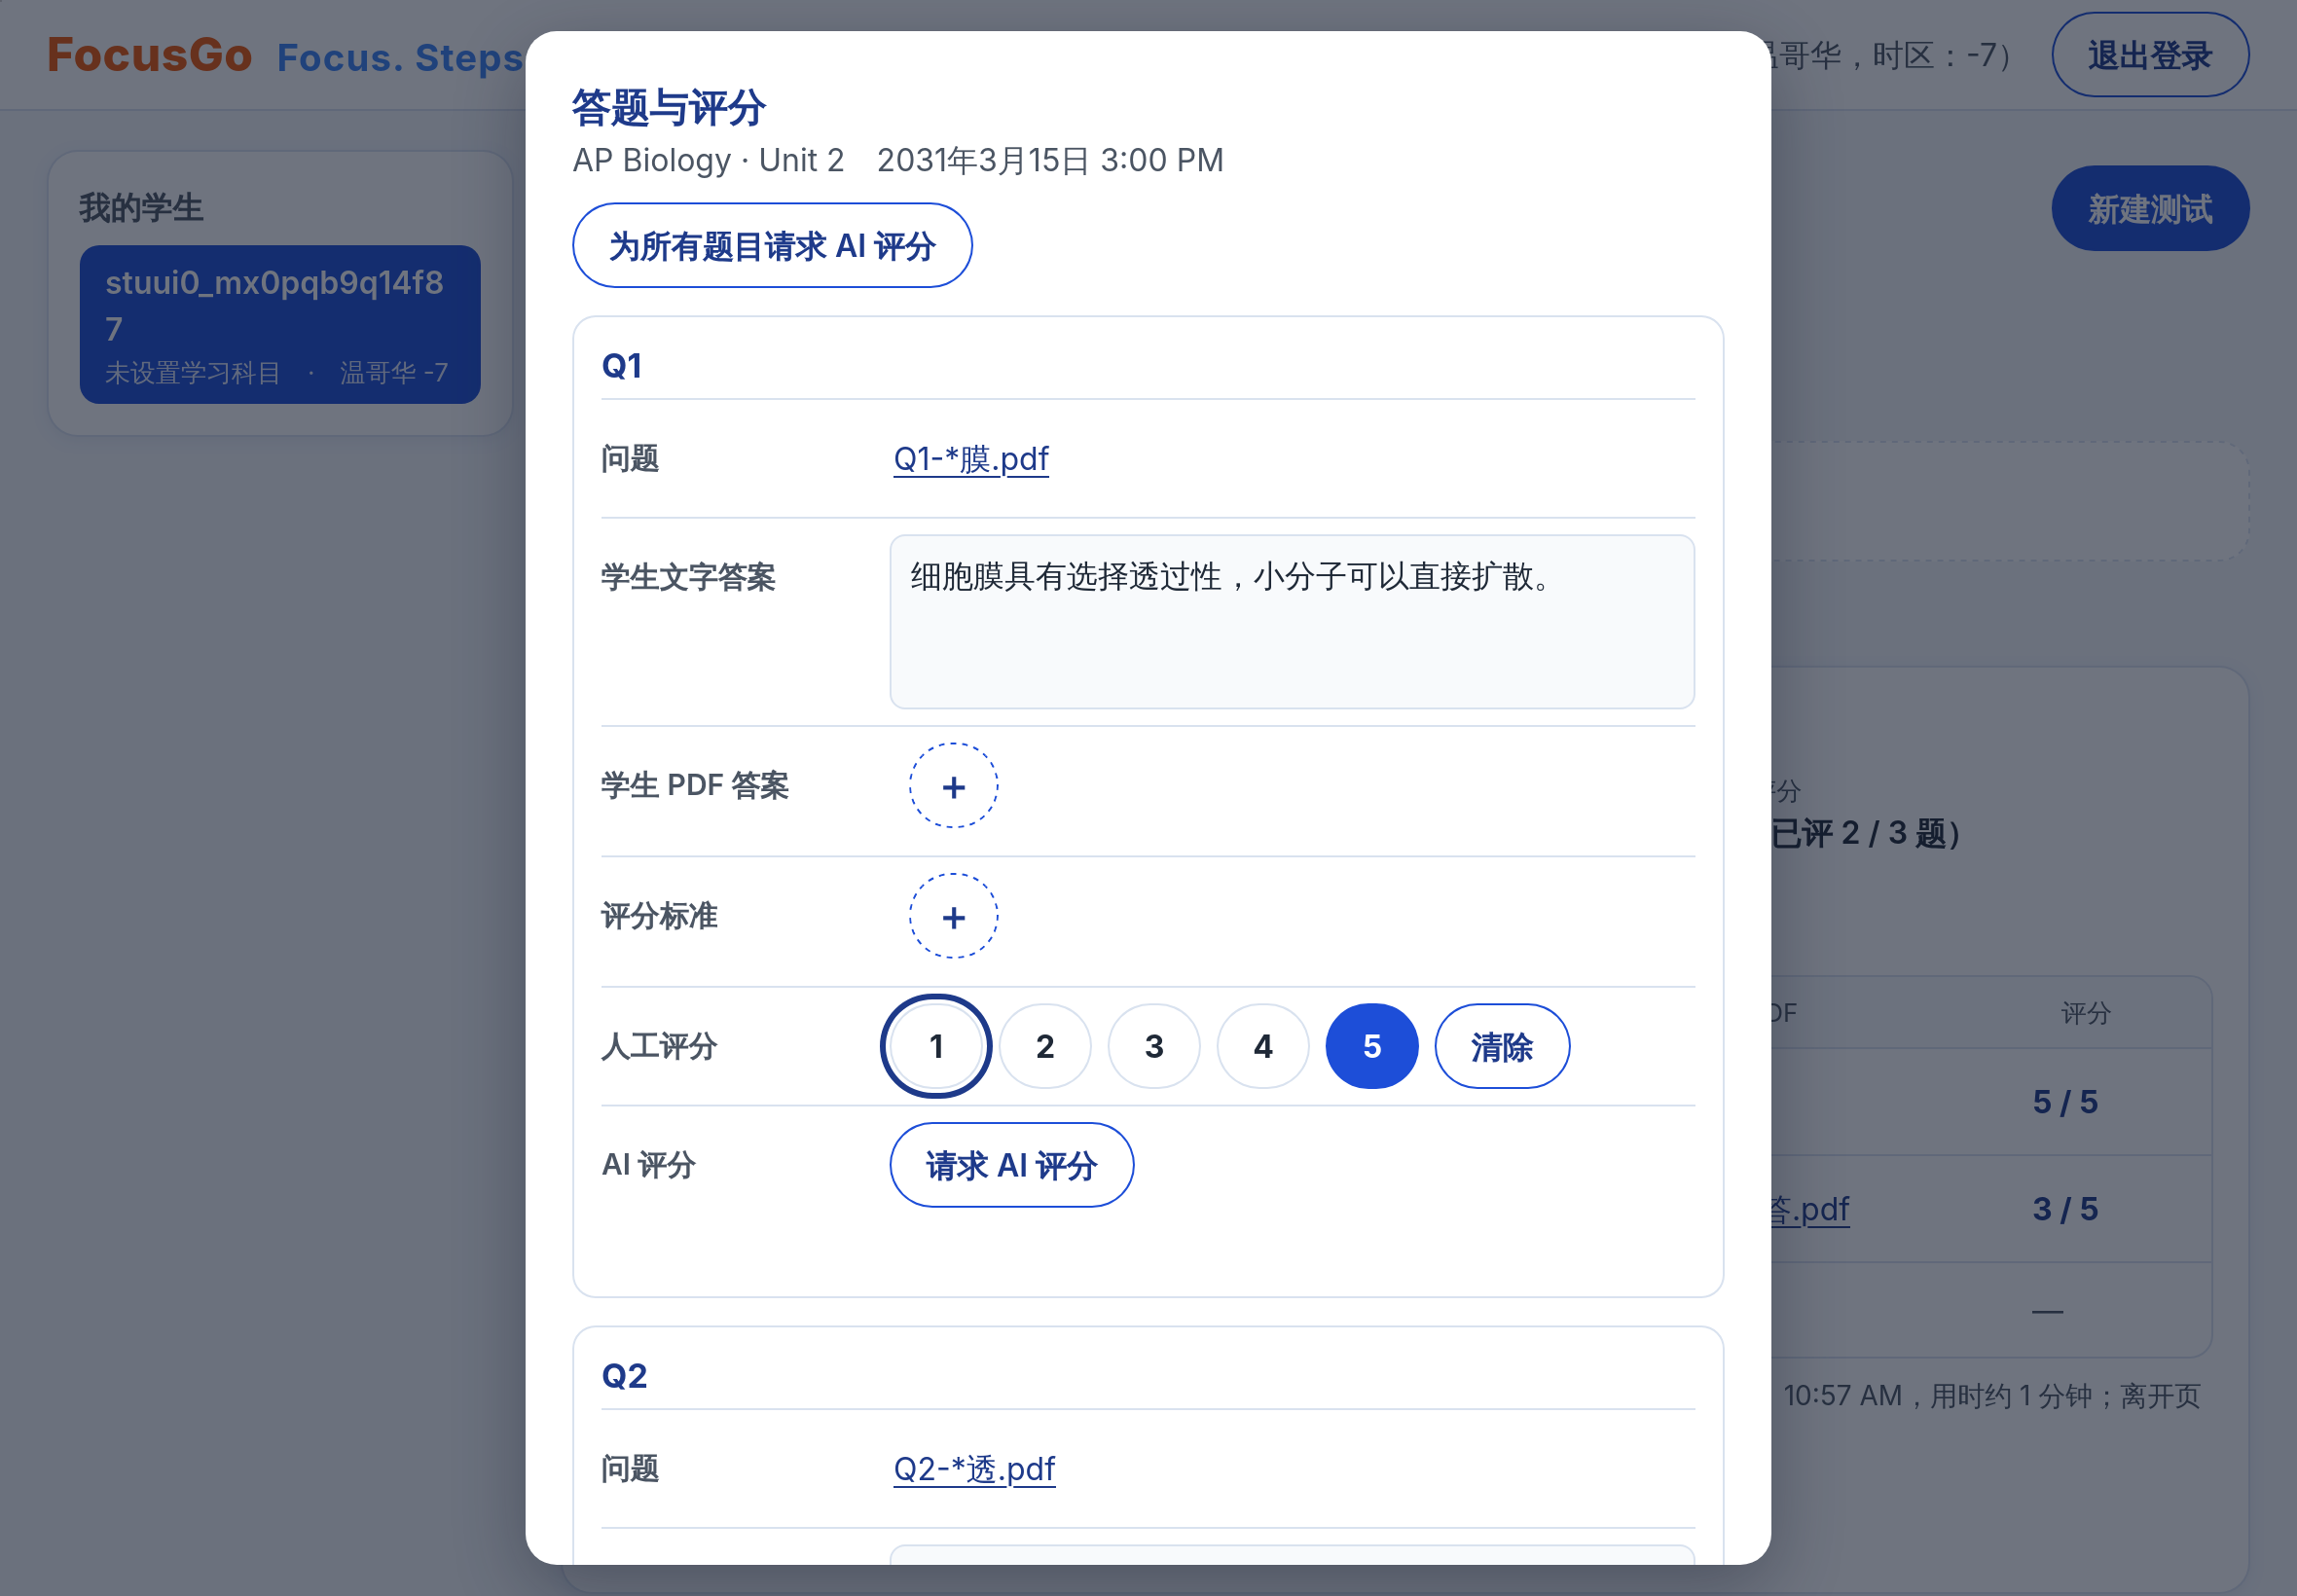 FocusGo Focus. Steps
温哥华，时区：-7）
退出登录
我的学生
stuui0_mx0pqb9q14f8
7
未设置学习科目 · 温哥华 -7
新建测试
答题与评分
AP Biology · Unit 2 2031年3月15日 3:00 PM
为所有题目请求 AI 评分
Q1
问题 Q1-*膜.pdf
学生文字答案 细胞膜具有选择透过性，小分子可以直接扩散。
学生 PDF 答案 +
评分标准 +
人工评分 1 2 3 4 5 清除
AI 评分 请求 AI 评分
Q2
问题 Q2-*透.pdf
评分
已评 2 / 3 题）
DF 评分
5 / 5
答.pdf 3 / 5
—
10:57 AM，用时约 1 分钟；离开页